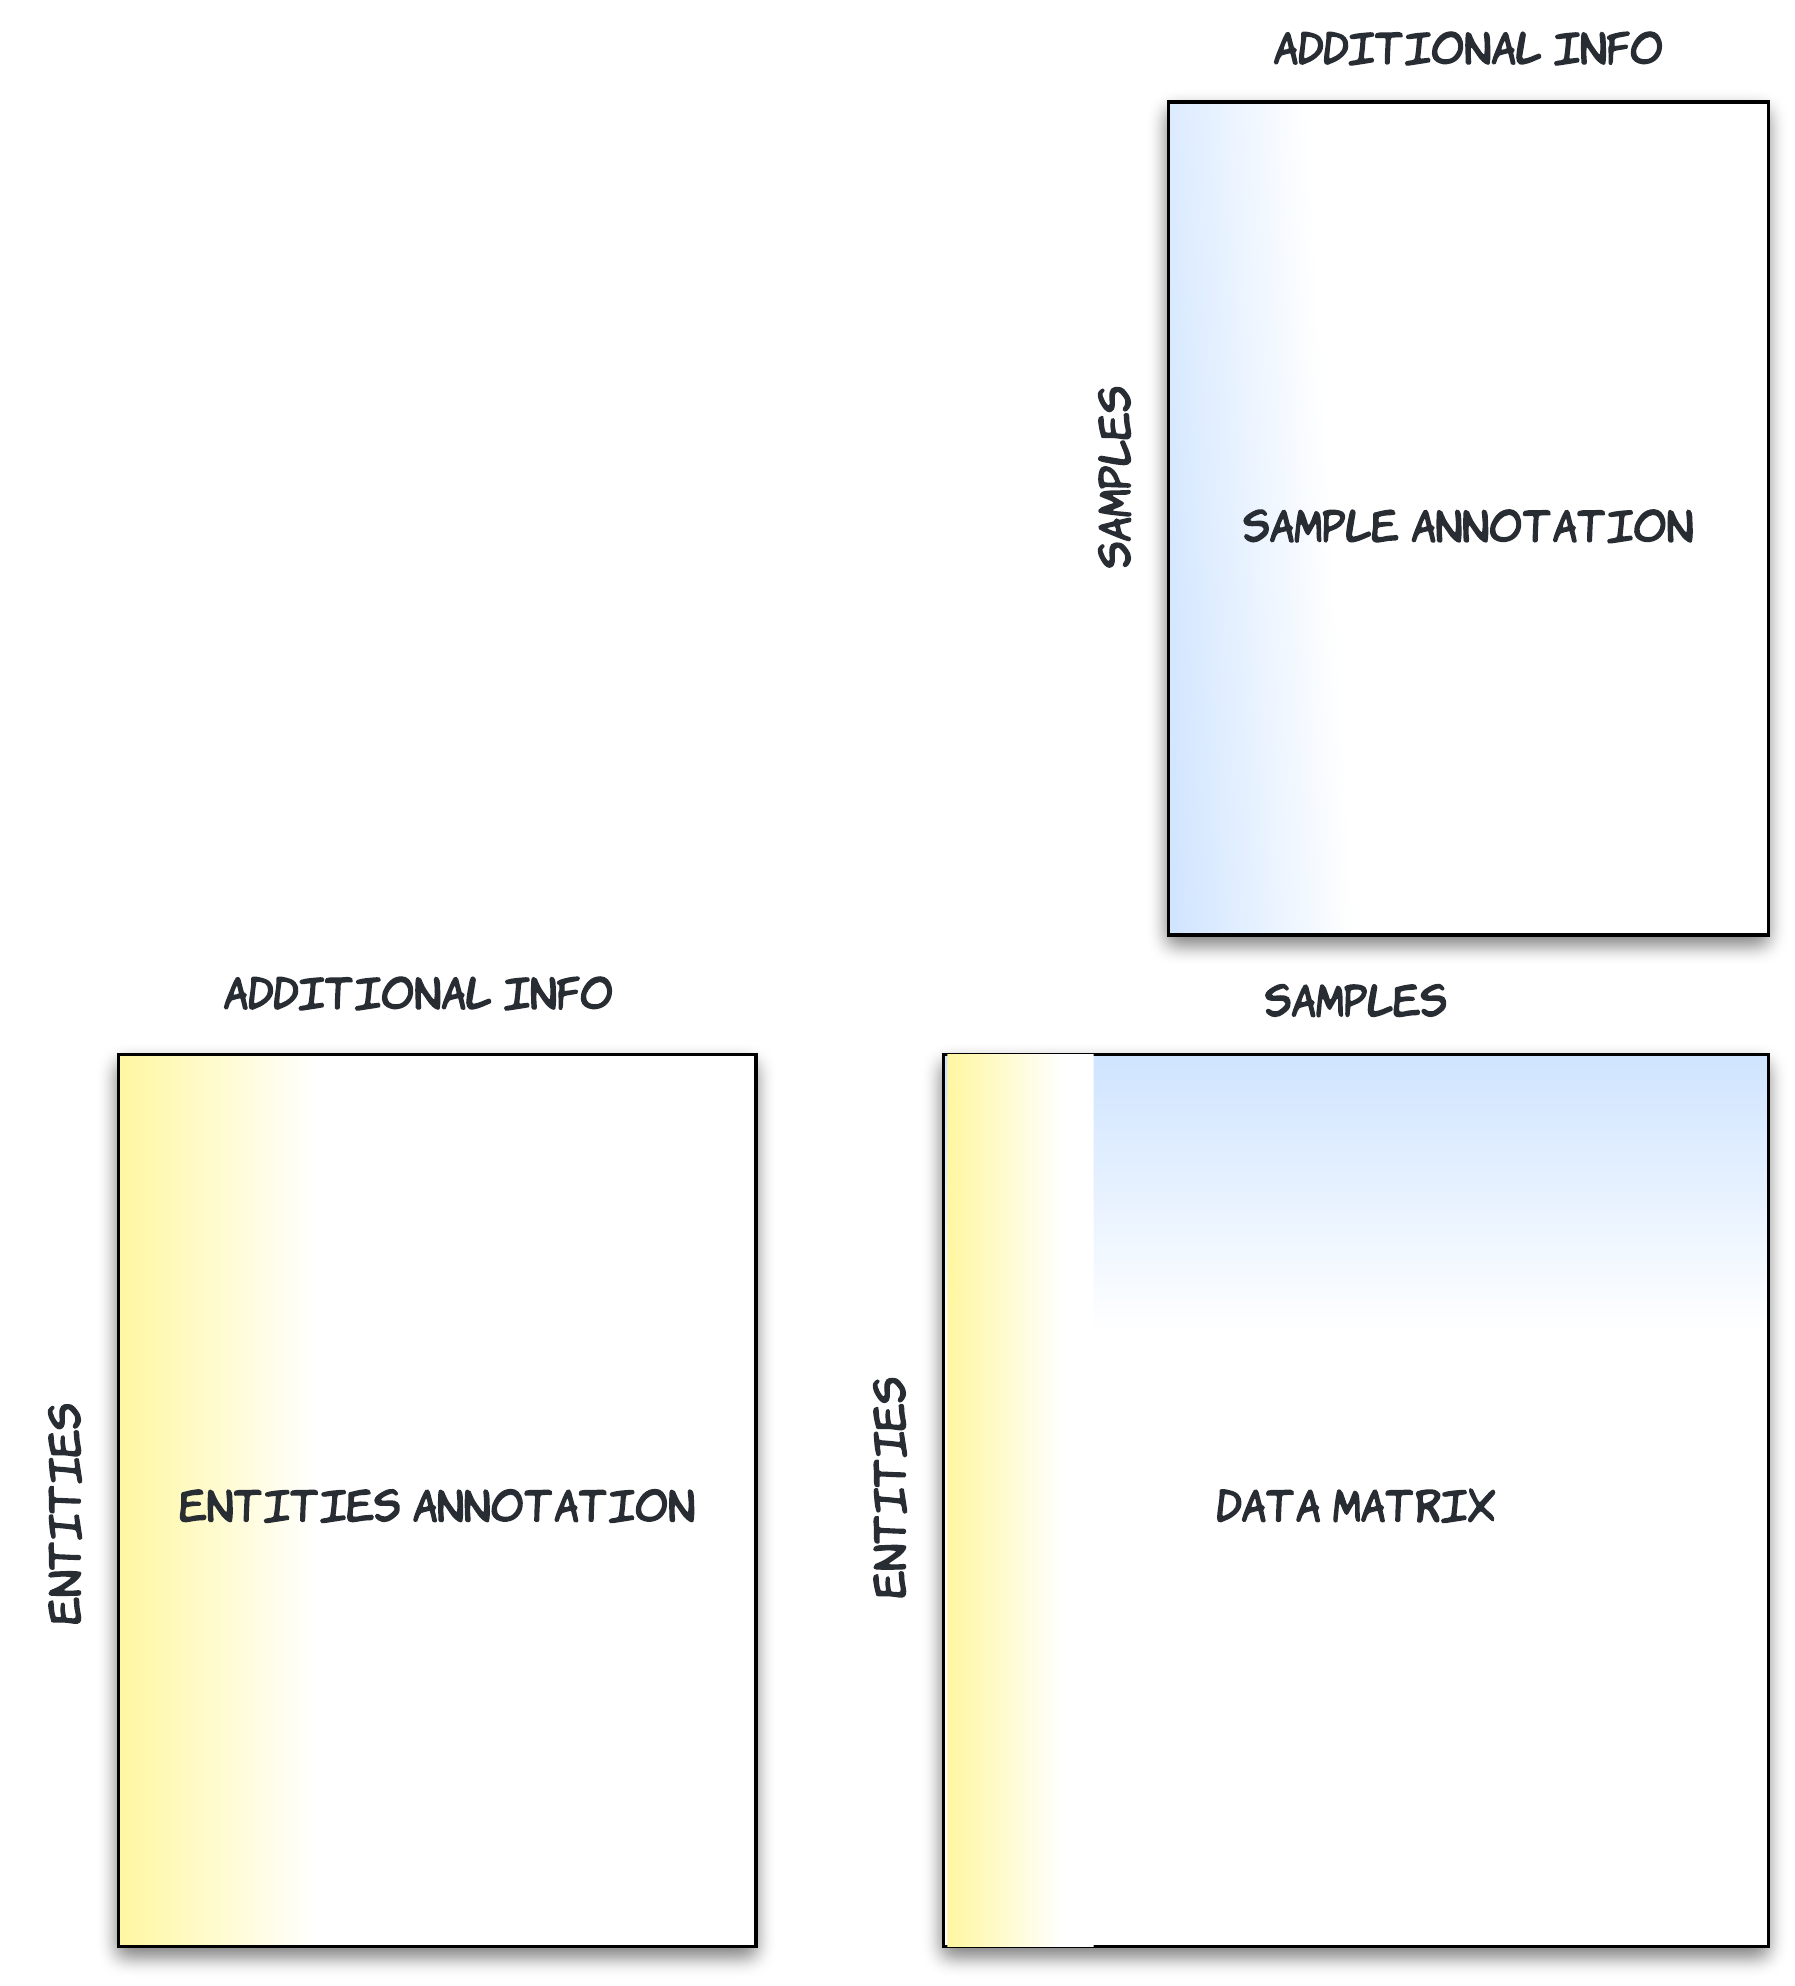 ADDITIONAL INFO
SAMPLES
SAMPLE ANNOTATION
ADDITIONAL INFO
ENTITIES
ENTITIES ANNOTATION
SAMPLES
ENTITIES
DATA MATRIX